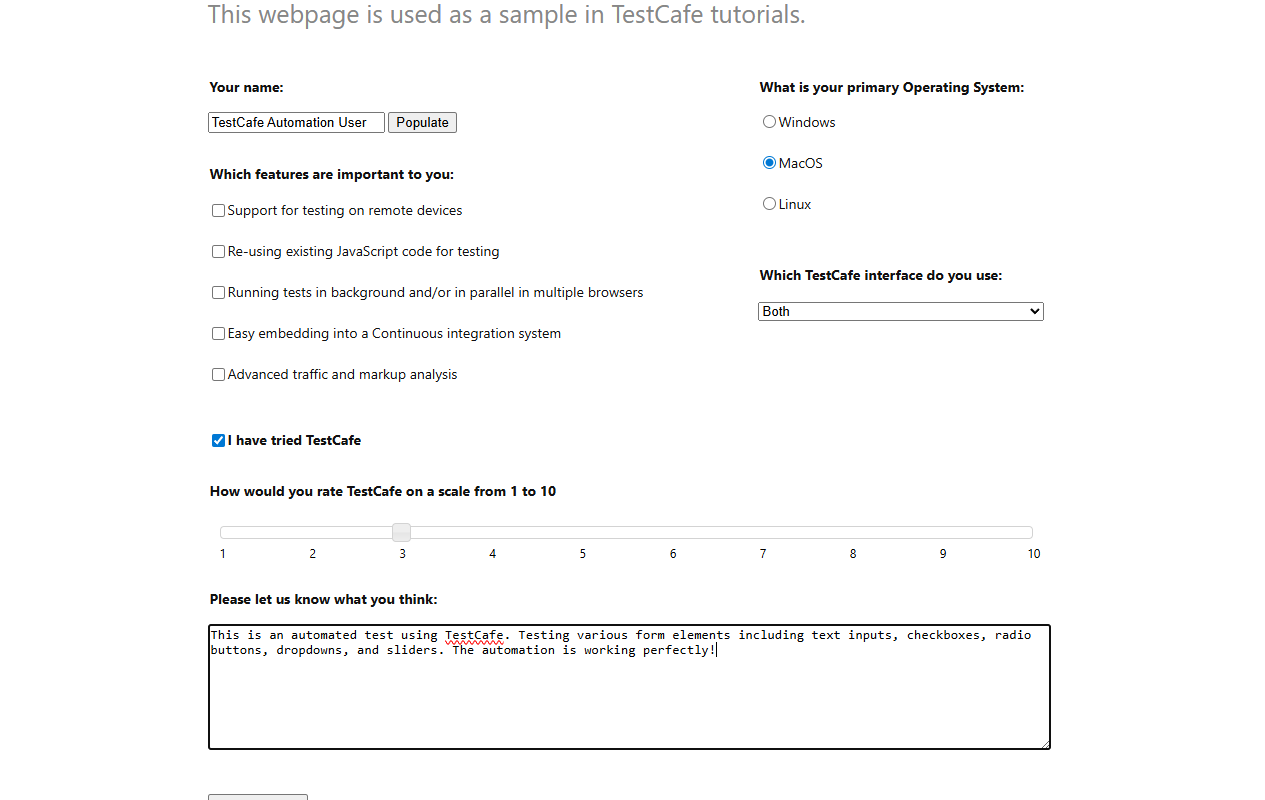 This webpage is used as a sample in TestCafe tutorials.
Your name:
TestCafe Automation User Populate
Which features are important to you:
Support for testing on remote devices
Re-using existing JavaScript code for testing
Running tests in background and/or in parallel in multiple browsers
Easy embedding into a Continuous integration system
Advanced traffic and markup analysis
What is your primary Operating System:
Windows
MacOS
Linux
Which TestCafe interface do you use:
Both
I have tried TestCafe
How would you rate TestCafe on a scale from 1 to 10
1 2 3 4 5 6 7 8 9 10
Please let us know what you think:
This is an automated test using TestCafe. Testing various form elements including text inputs, checkboxes, radio
buttons, dropdowns, and sliders. The automation is working perfectly!